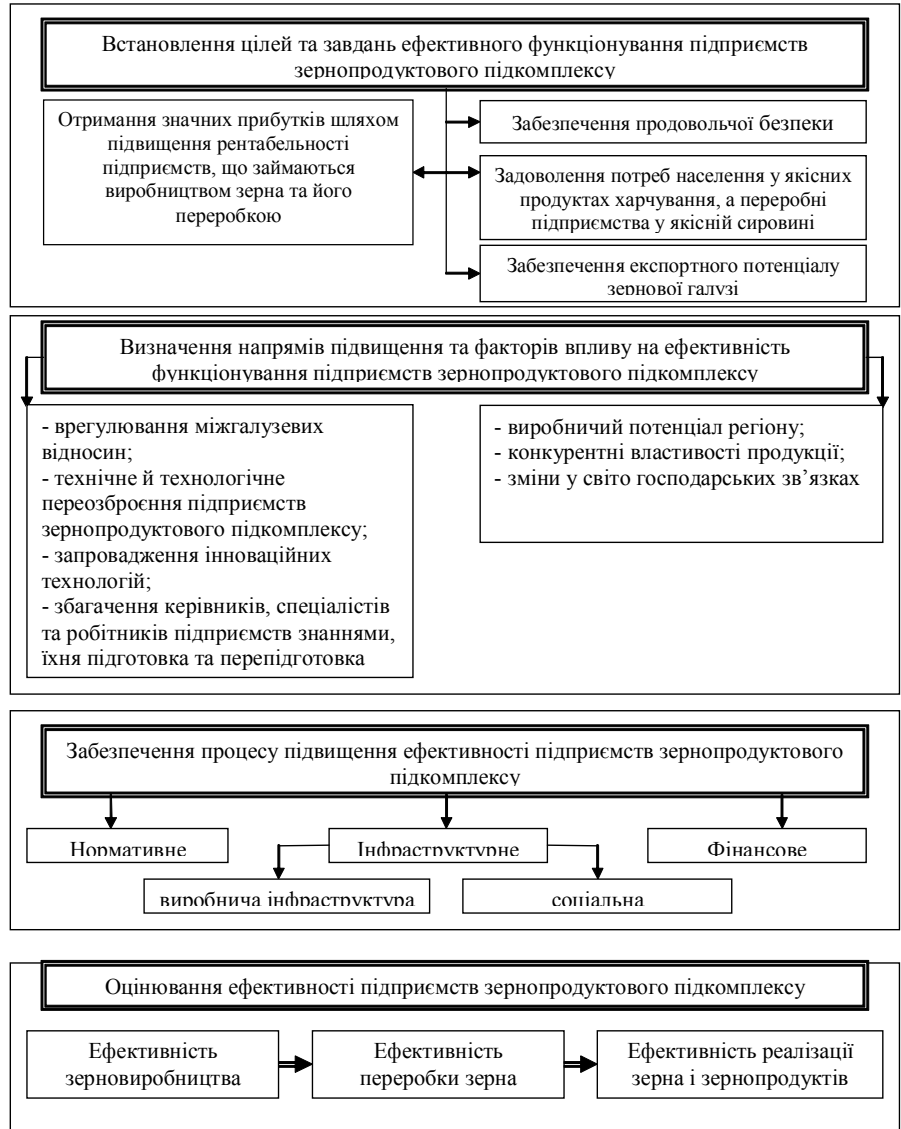 Встановлення цілей та завдань ефективного функціонування підприємств
зернопродуктового підкомплексу
Отримання значних прибутків шляхом
підвищення рентабельності
підприємств, що займаються
виробництвом зерна та його
переробкою
Забезпечення продовольчої безпеки
Задоволення потреб населення у якісних
продуктах харчування, а переробні
підприємства у якісній сировині
Забезпечення експортного потенціалу
зернової галузі
Визначення напрямів підвищення та факторів впливу на ефективність
функціонування підприємств зернопродуктового підкомплексу
- врегулювання міжгалузевих
відносин;
- технічне й технологічне
переозброєння підприємств
зернопродуктового підкомплексу;
- запровадження інноваційних
технологій;
- збагачення керівників, спеціалістів
та робітників підприємств знаннями,
їхня підготовка та перепідготовка
- виробничий потенціал регіону;
- конкурентні властивості продукції;
- зміни у світо господарських зв’язках
Забезпечення процесу підвищення ефективності підприємств зернопродуктового
підкомплексу
Нормативне
Інфраструктурне
Фінансове
виробнича інфраструктура
соціальна
Оцінювання ефективності підприємств зернопродуктового підкомплексу
Ефективність
зерновиробництва
Ефективність
переробки зерна
Ефективність реалізації
зерна і зернопродуктів